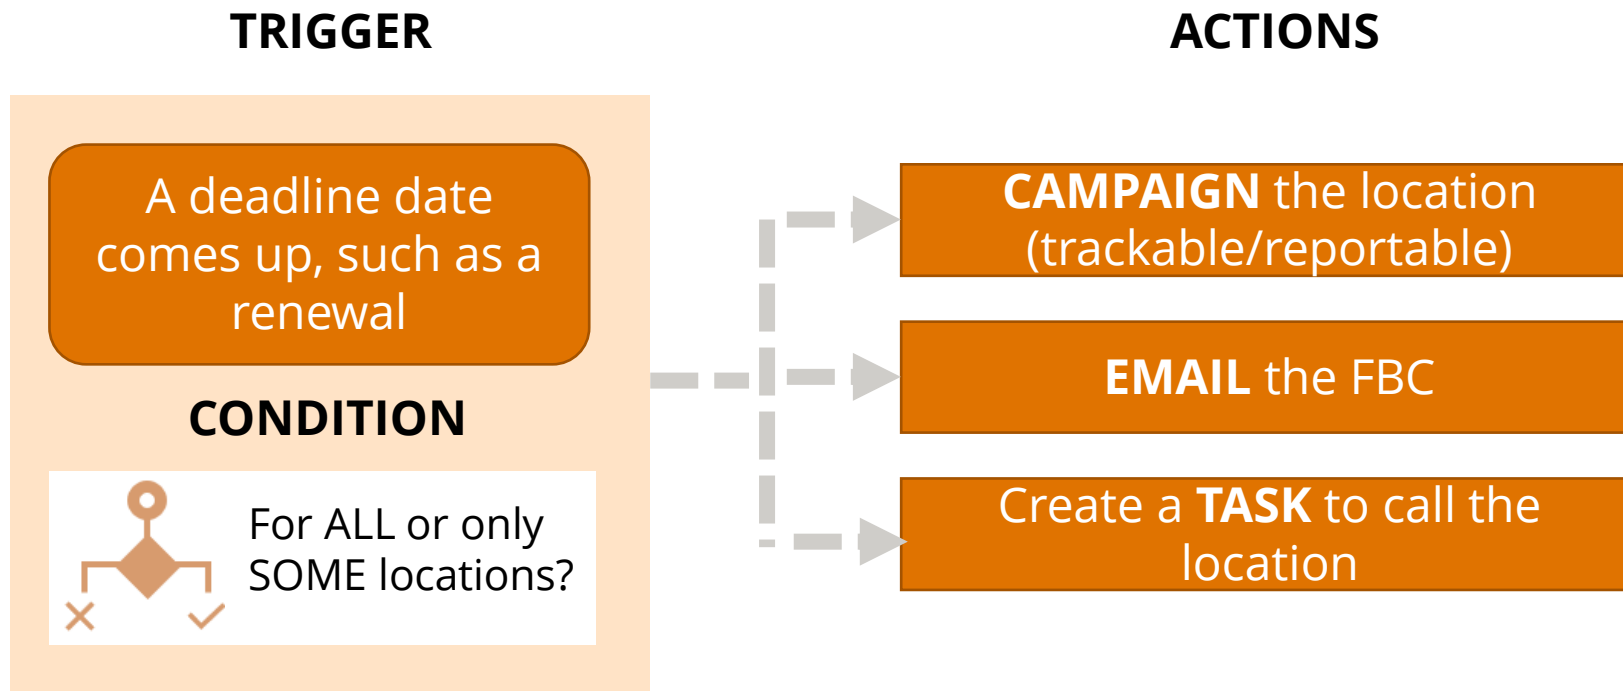 TRIGGER
A deadline date
comes up, such as a
renewal
CONDITION
For ALL or only
SOME locations?
ACTIONS
CAMPAIGN the location
(trackable/reportable)
EMAIL the FBC
Create a TASK to call the
location